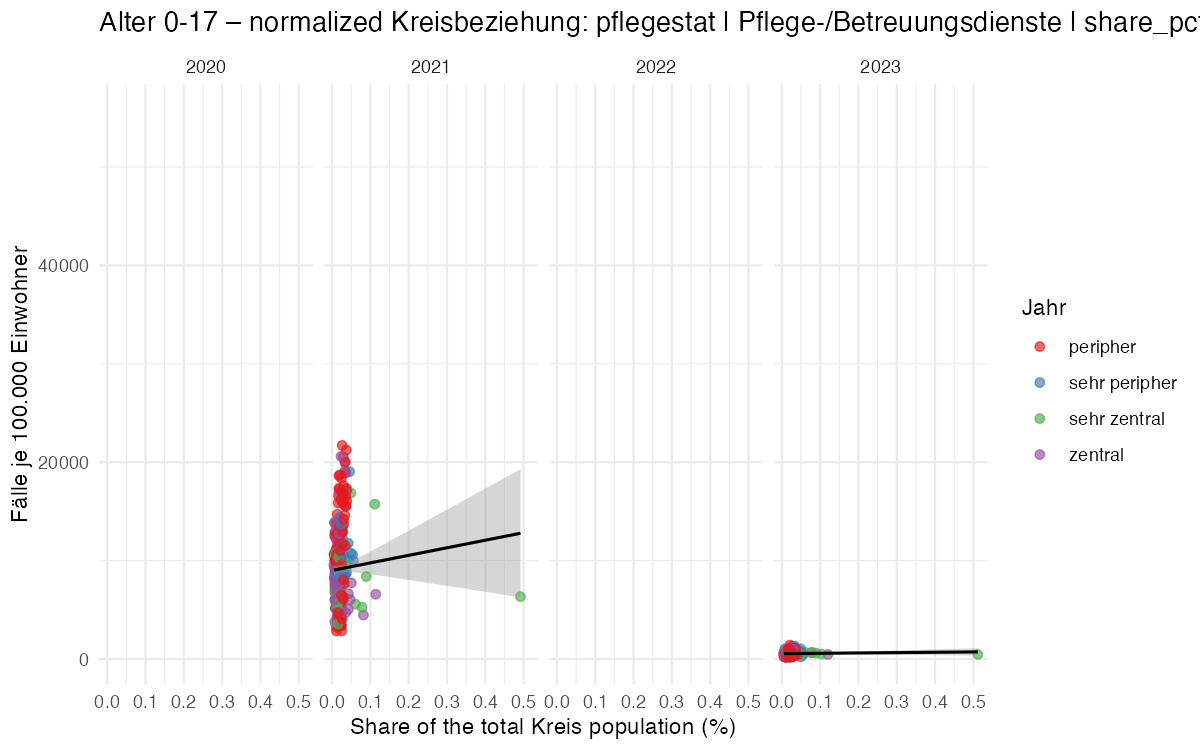 Alter 0-17 – normalized Kreisbeziehung: pflegestat | Pflege-/Betreuungsdienste | share_pc
2020 2021 2022 2023
Fälle je 100.000 Einwohner
40000
20000
0
0.0 0.1 0.2 0.3 0.4 0.5 0.0 0.1 0.2 0.3 0.4 0.5 0.0 0.1 0.2 0.3 0.4 0.5 0.0 0.1 0.2 0.3 0.4 0.5
Share of the total Kreis population (%)
Jahr
peripher
sehr peripher
sehr zentral
zentral